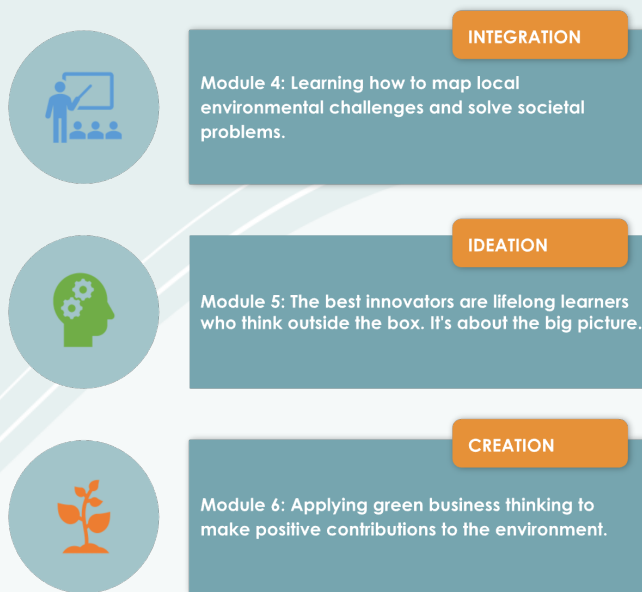 INTEGRATION
Module 4: Learning how to map local
environmental challenges and solve societal
problems.
IDEATION
Module 5: The best innovators are lifelong learners
who think outside the box. It's about the big picture.
CREATION
Module 6: Applying green business thinking to
make positive contributions to the environment.